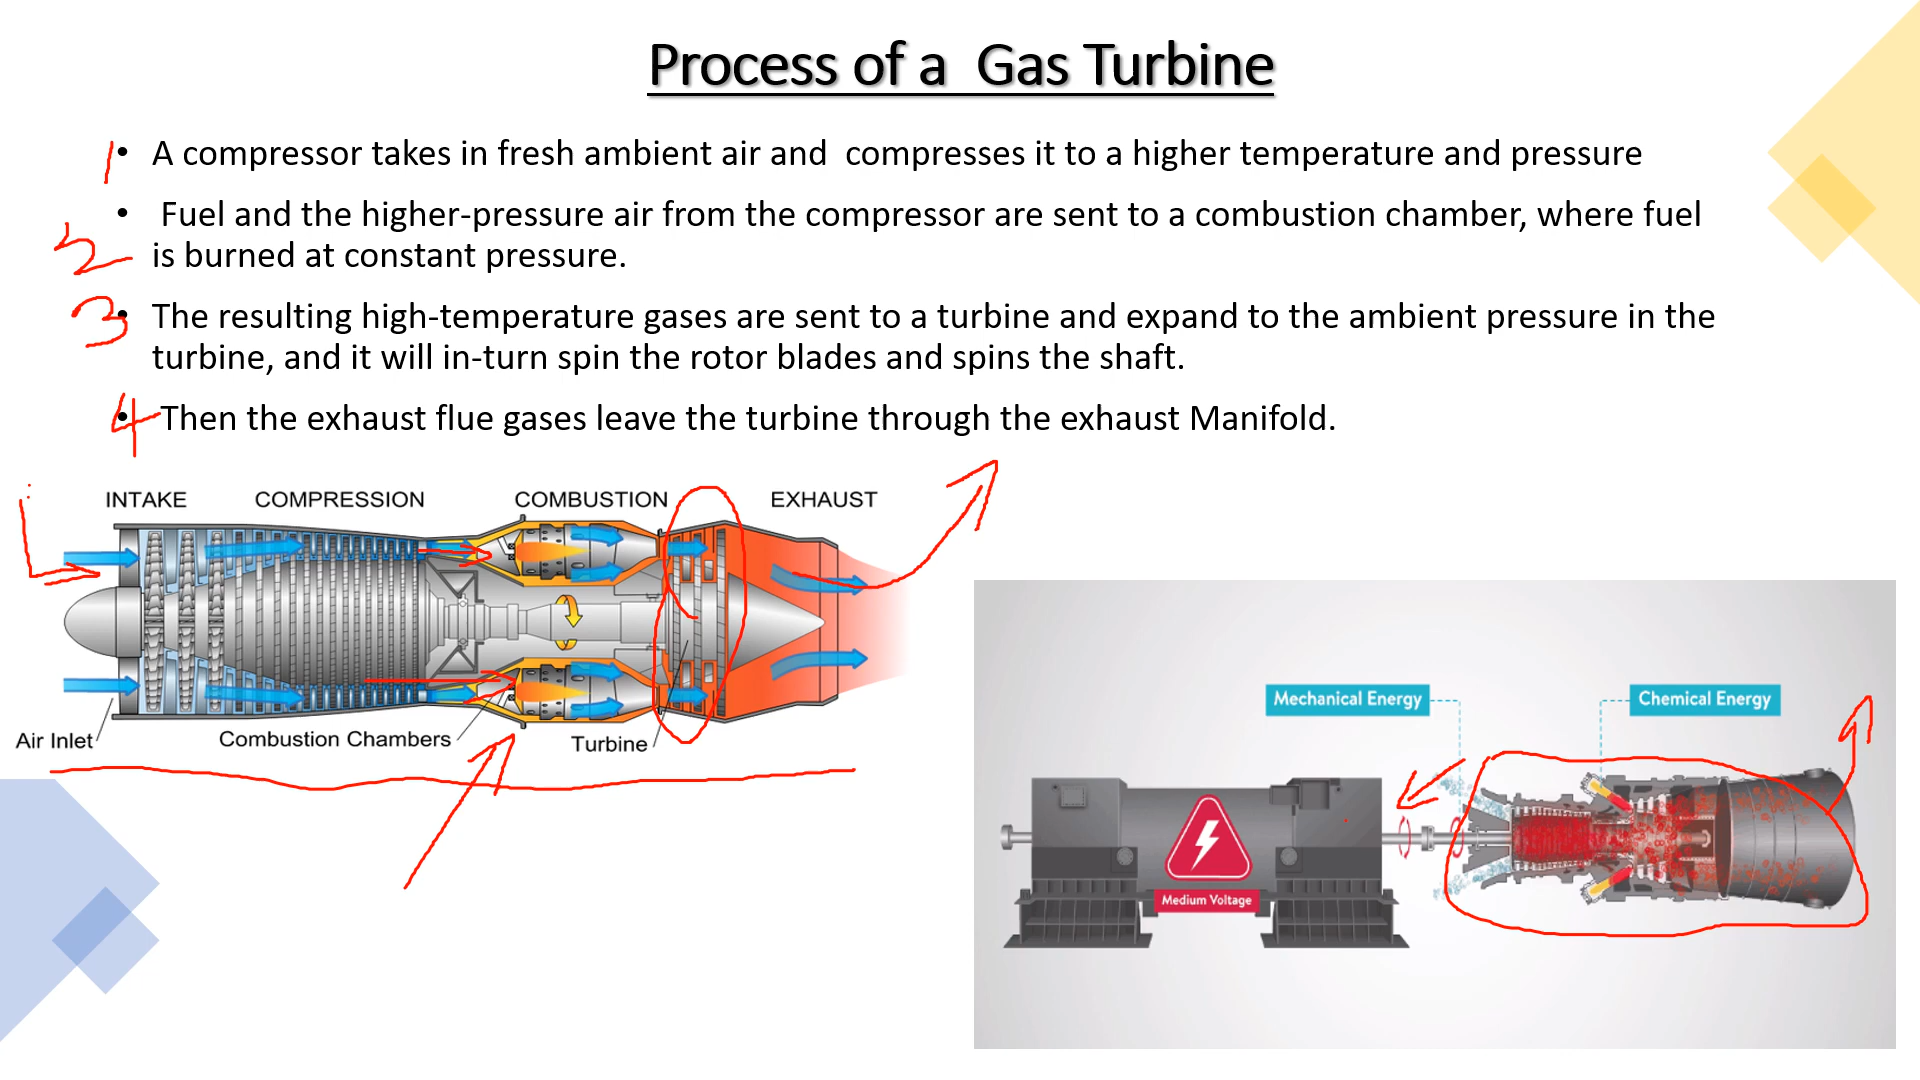 Process of a  Gas Turbine
1 • A compressor takes in fresh ambient air and  compresses it to a higher temperature and pressure
• Fuel and the higher-pressure air from the compressor are sent to a combustion chamber, where fuel
2 is burned at constant pressure.
3 • The resulting high-temperature gases are sent to a turbine and expand to the ambient pressure in the
turbine, and it will in-turn spin the rotor blades and spins the shaft.
4 • Then the exhaust flue gases leave the turbine through the exhaust Manifold.
INTAKE COMPRESSION COMBUSTION EXHAUST
Air Inlet Combustion Chambers Turbine
Mechanical Energy Chemical Energy
Medium Voltage